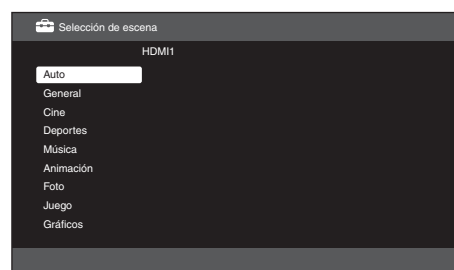 Selección de escena
HDMI1
Auto
General
Cine
Deportes
Música
Animación
Foto
Juego
Gráficos